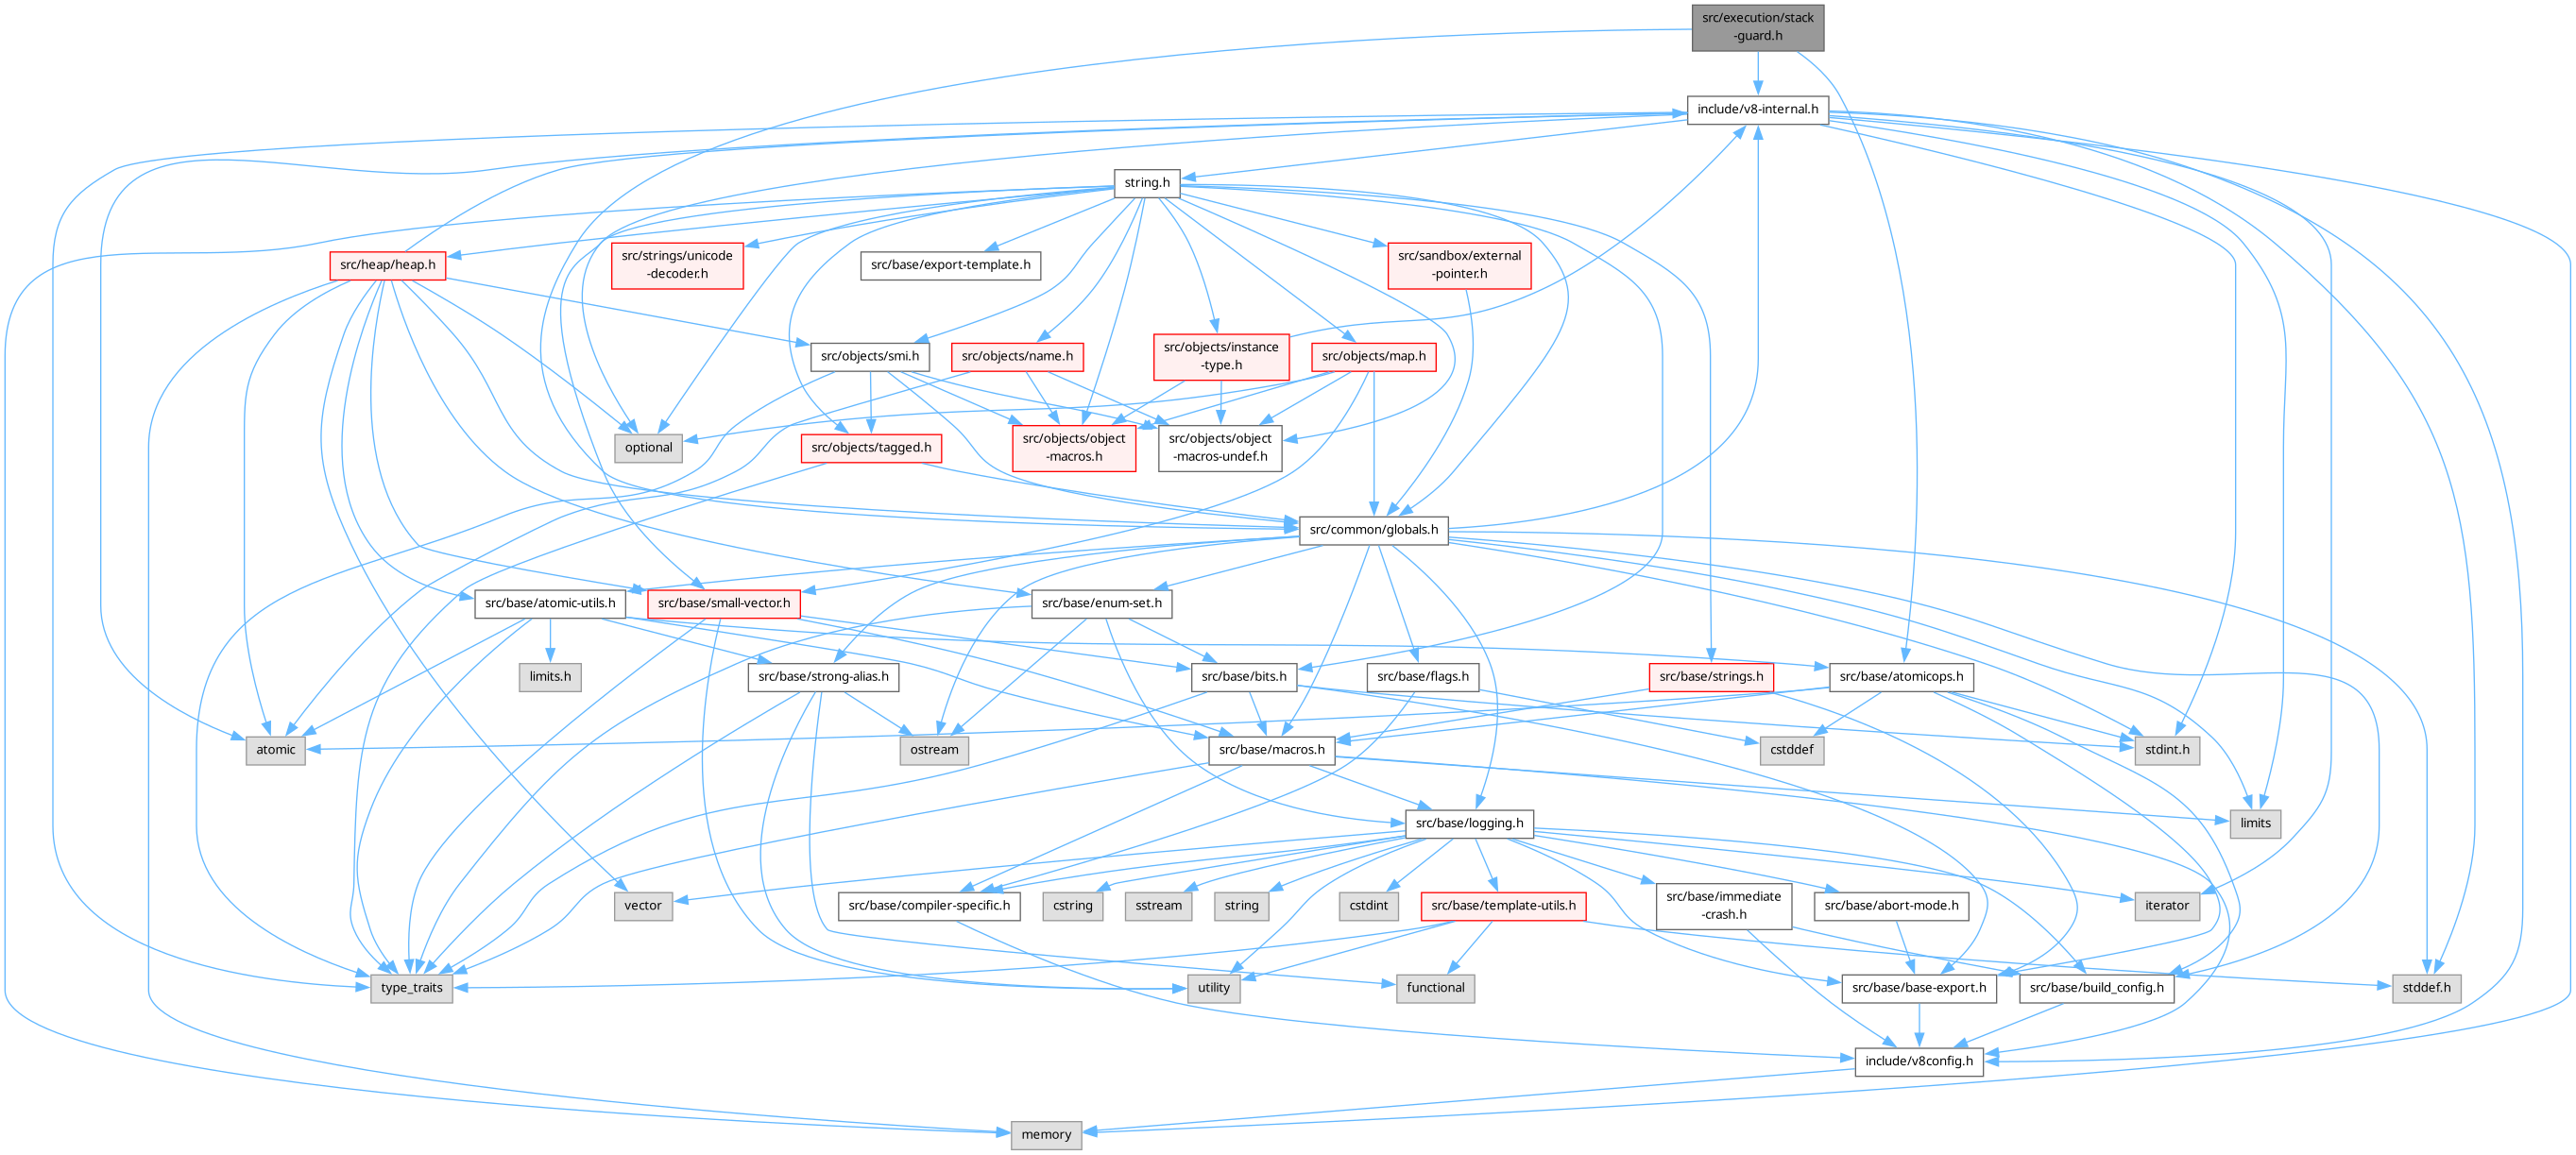 src/execution/stack
-guard.h
include/v8-internal.h
string.h
src/strings/unicode
-decoder.h
src/base/export-template.h
src/sandbox/external
-pointer.h
src/heap/heap.h
src/objects/smi.h
src/objects/name.h
src/objects/instance
-type.h
src/objects/map.h
optional
src/objects/tagged.h
src/objects/object
-macros.h
src/objects/object
-macros-undef.h
src/common/globals.h
src/base/atomic-utils.h
src/base/small-vector.h
src/base/enum-set.h
limits.h
src/base/strong-alias.h
src/base/bits.h
src/base/flags.h
src/base/strings.h
src/base/atomicops.h
atomic
ostream
src/base/macros.h
cstddef
stdint.h
src/base/logging.h
limits
vector
src/base/compiler-specific.h
cstring
sstream
string
cstdint
src/base/template-utils.h
src/base/immediate
-crash.h
src/base/abort-mode.h
iterator
type_traits
utility
functional
src/base/base-export.h
src/base/build_config.h
stddef.h
include/v8config.h
memory